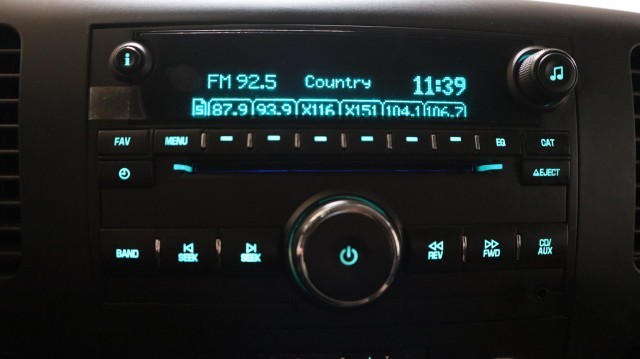 i
FM 92.5 Country 11:39
5 87.9 93.9 X116 X151 104.1 106.7
FAV MENU EQ CAT
EJECT
BAND SEEK SEEK REV FWD CD/
AUX